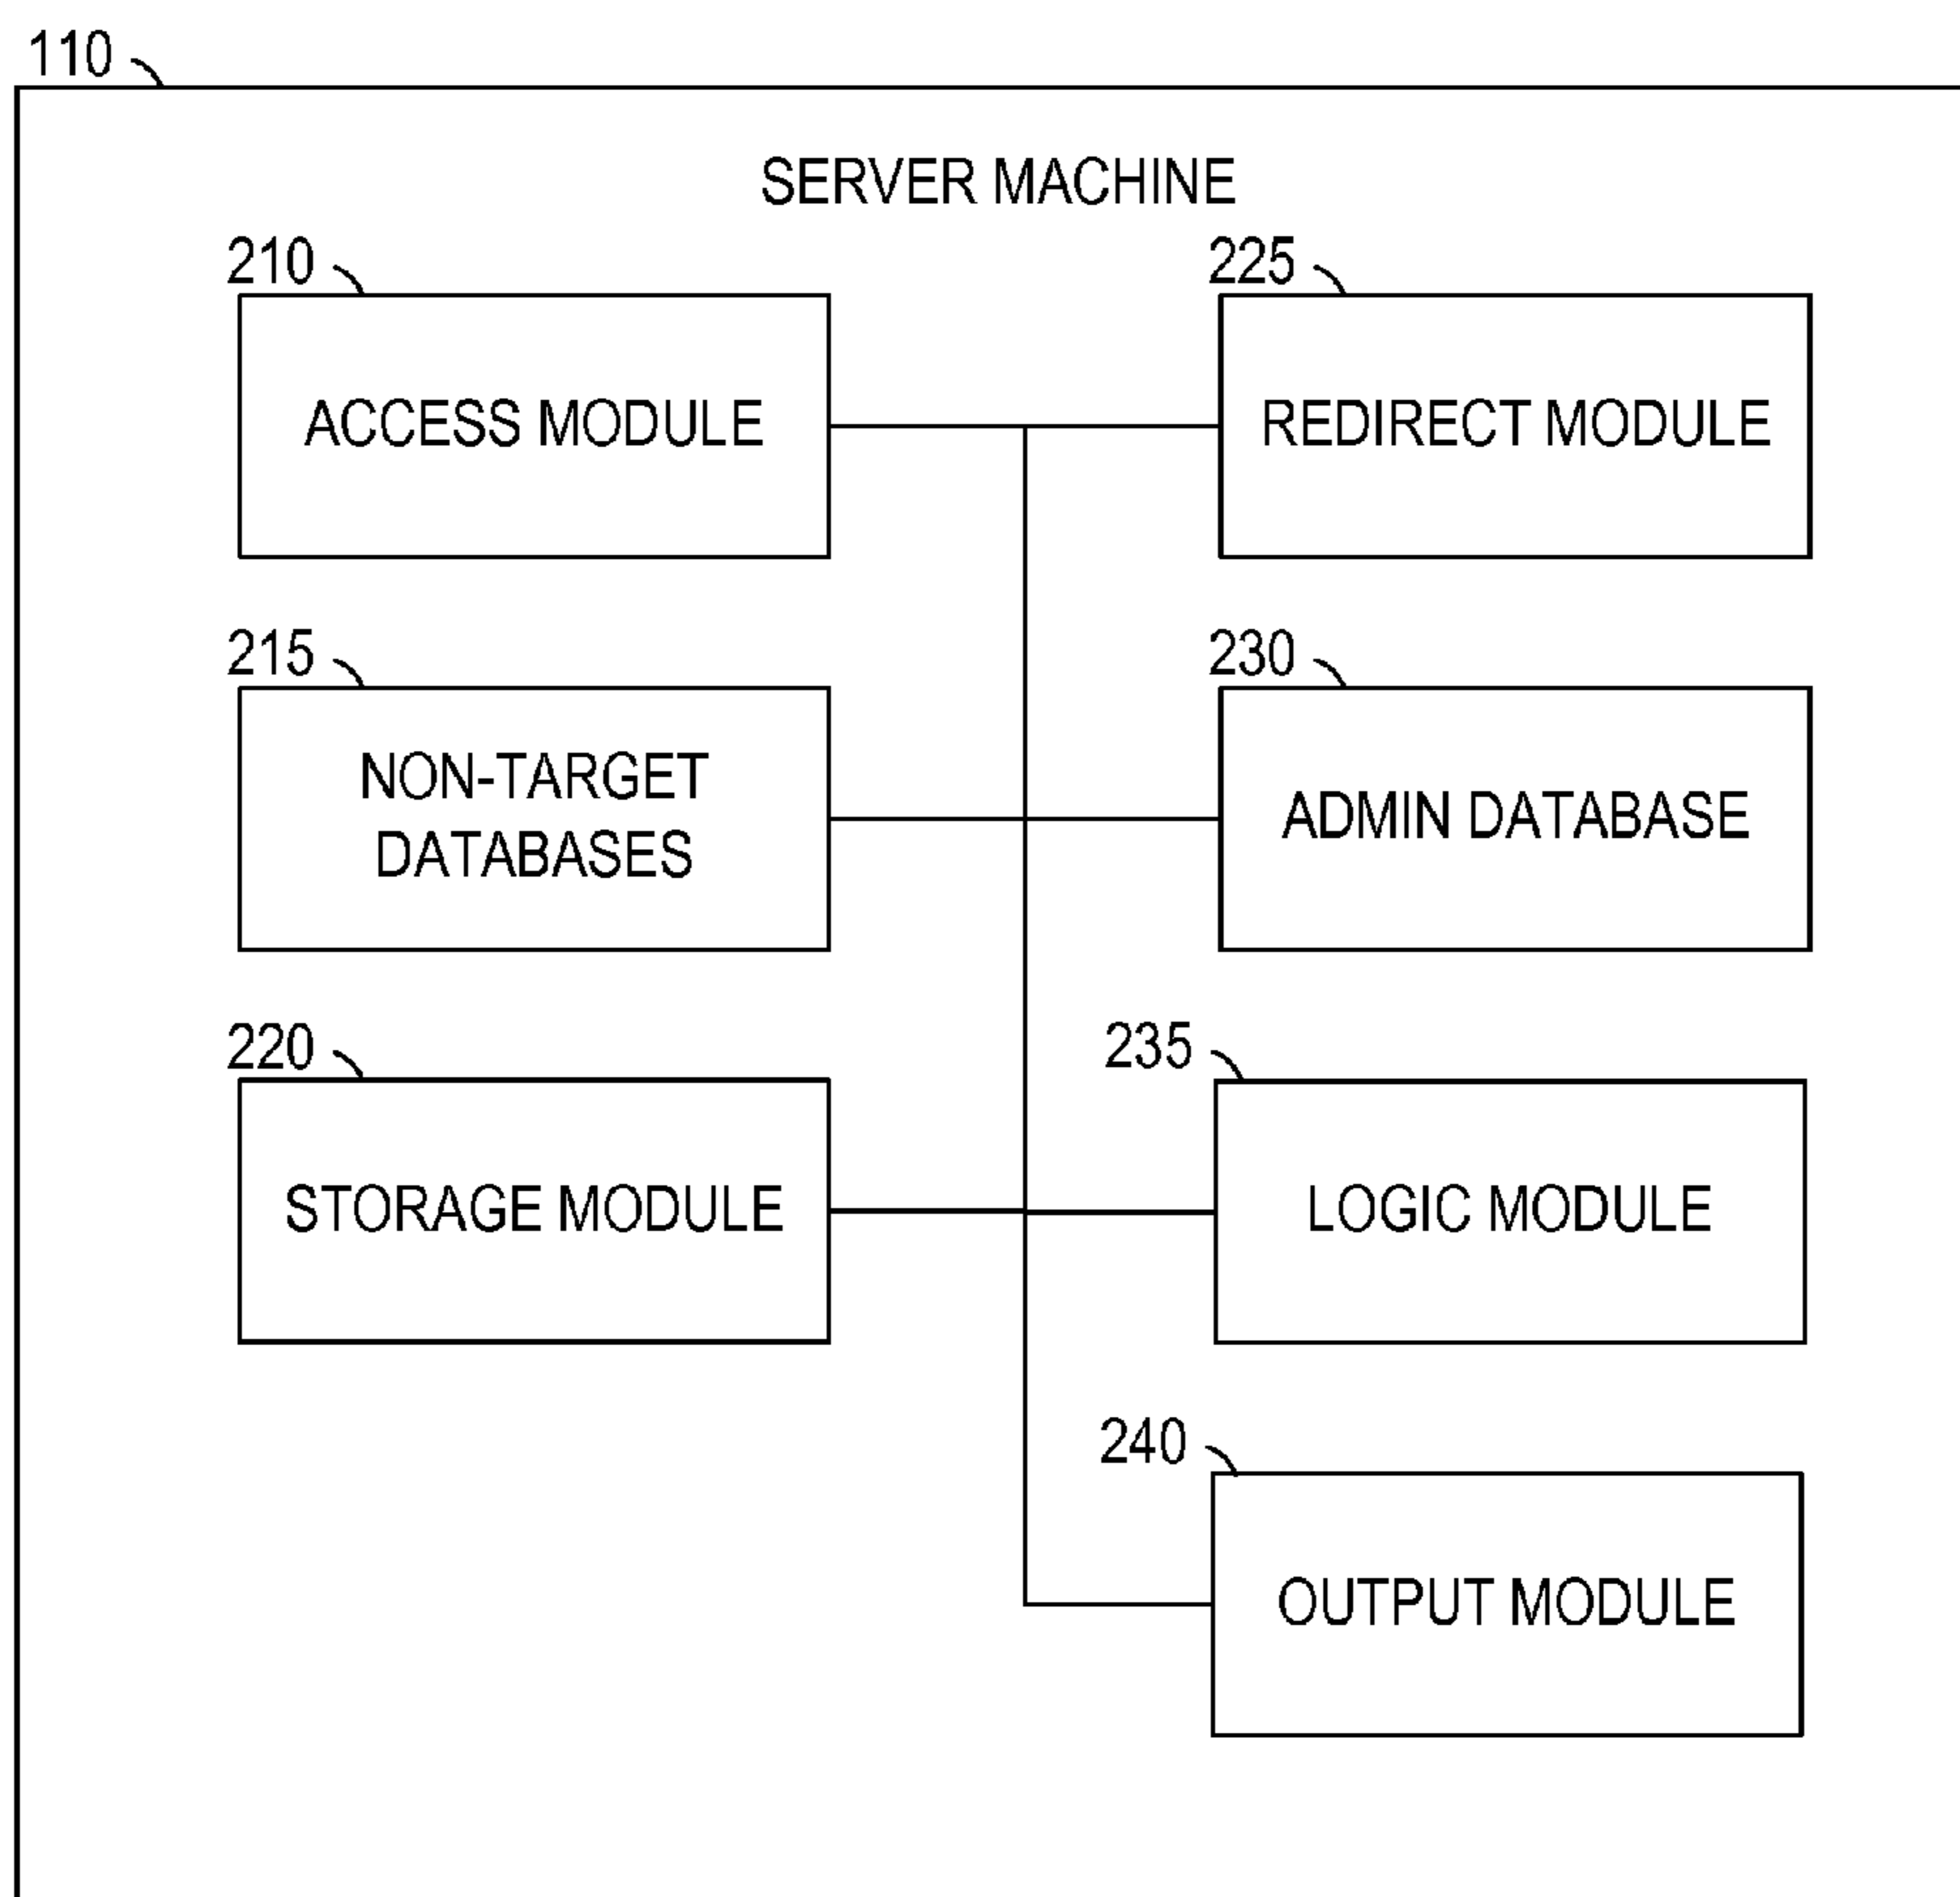 110
SERVER MACHINE
210
ACCESS MODULE
225
REDIRECT MODULE
215
NON-TARGET
DATABASES
230
ADMIN DATABASE
220
STORAGE MODULE
235
LOGIC MODULE
240
OUTPUT MODULE